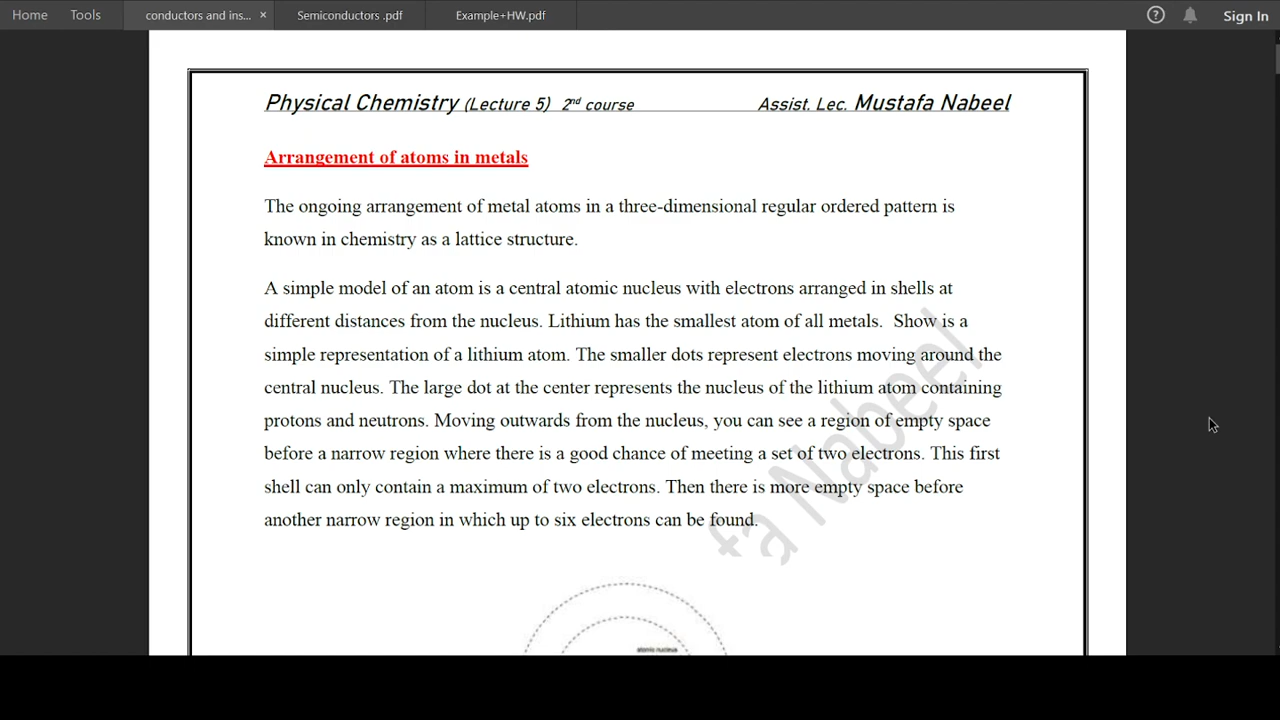 Home Tools conductors and ins... × Semiconductors .pdf Example+HW.pdf ? Sign In
Physical Chemistry (Lecture 5) 2nd course Assist. Lec. Mustafa Nabeel
Arrangement of atoms in metals
The ongoing arrangement of metal atoms in a three-dimensional regular ordered pattern is
known in chemistry as a lattice structure.
A simple model of an atom is a central atomic nucleus with electrons arranged in shells at
different distances from the nucleus. Lithium has the smallest atom of all metals. Show is a
simple representation of a lithium atom. The smaller dots represent electrons moving around the
central nucleus. The large dot at the center represents the nucleus of the lithium atom containing
protons and neutrons. Moving outwards from the nucleus, you can see a region of empty space
before a narrow region where there is a good chance of meeting a set of two electrons. This first
shell can only contain a maximum of two electrons. Then there is more empty space before
another narrow region in which up to six electrons can be found.
fa Nabeel
atomic nucleus